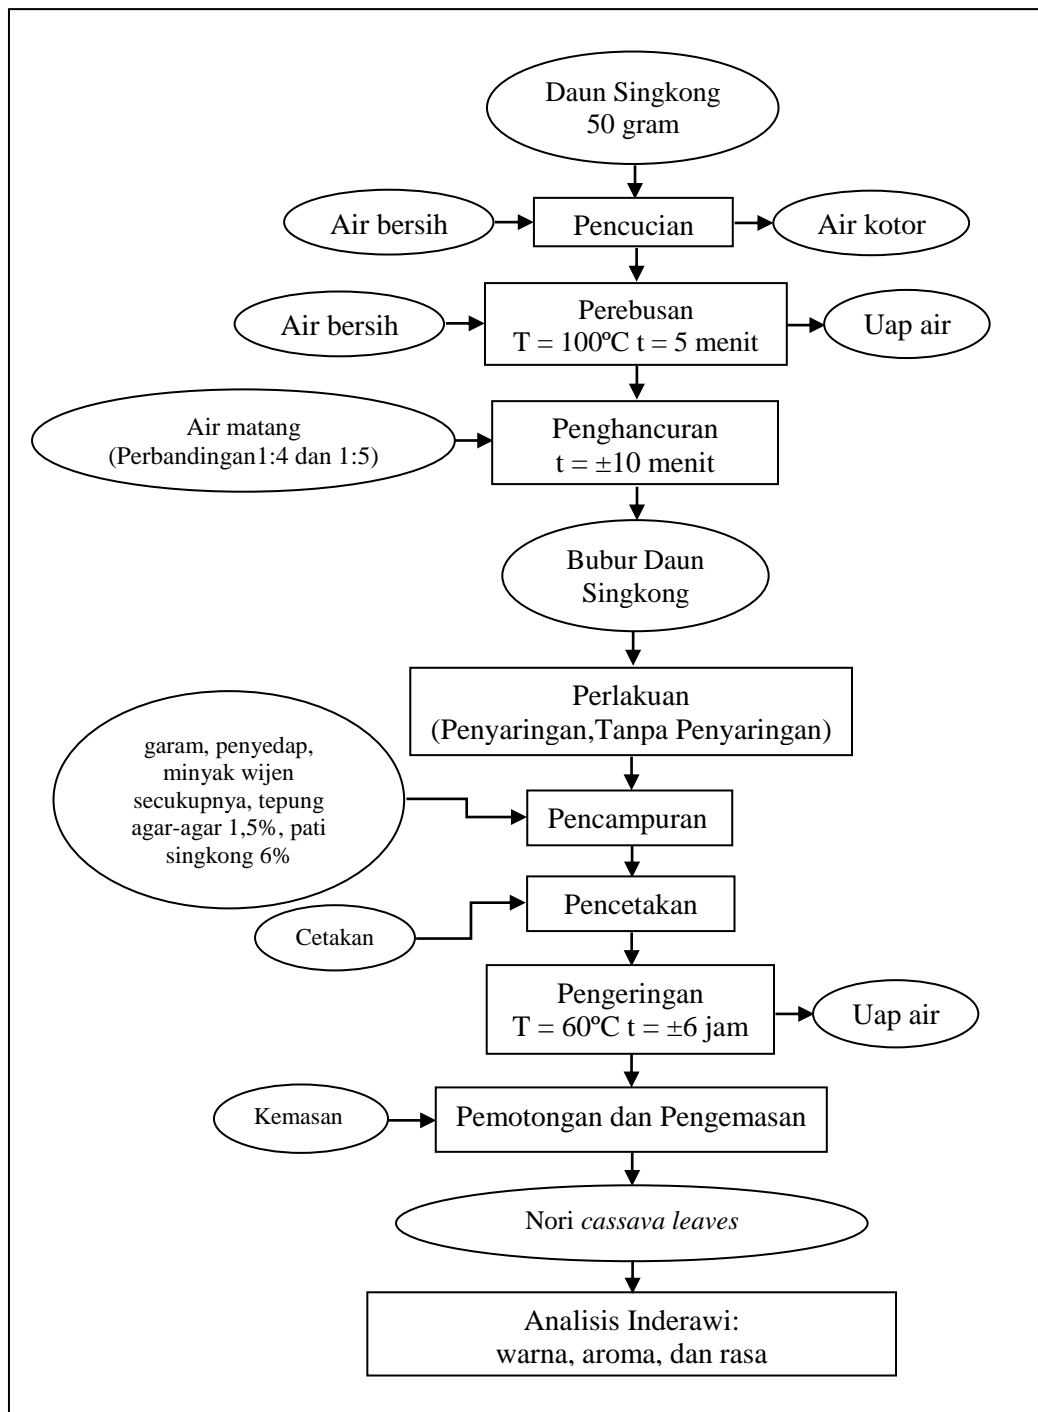 Daun Singkong
50 gram
Air bersih
Pencucian
Air kotor
Air bersih
Perebusan
T = 100ºC t = 5 menit
Uap air
Air matang
(Perbandingan1:4 dan 1:5)
Penghancuran
t = ±10 menit
Bubur Daun
Singkong
Perlakuan
(Penyaringan,Tanpa Penyaringan)
garam, penyedap,
minyak wijen
secukupnya, tepung
agar-agar 1,5%, pati
singkong 6%
Pencampuran
Cetakan
Pencetakan
Pengeringan
T = 60ºC t = ±6 jam
Uap air
Kemasan
Pemotongan dan Pengemasan
Nori cassava leaves
Analisis Inderawi:
warna, aroma, dan rasa